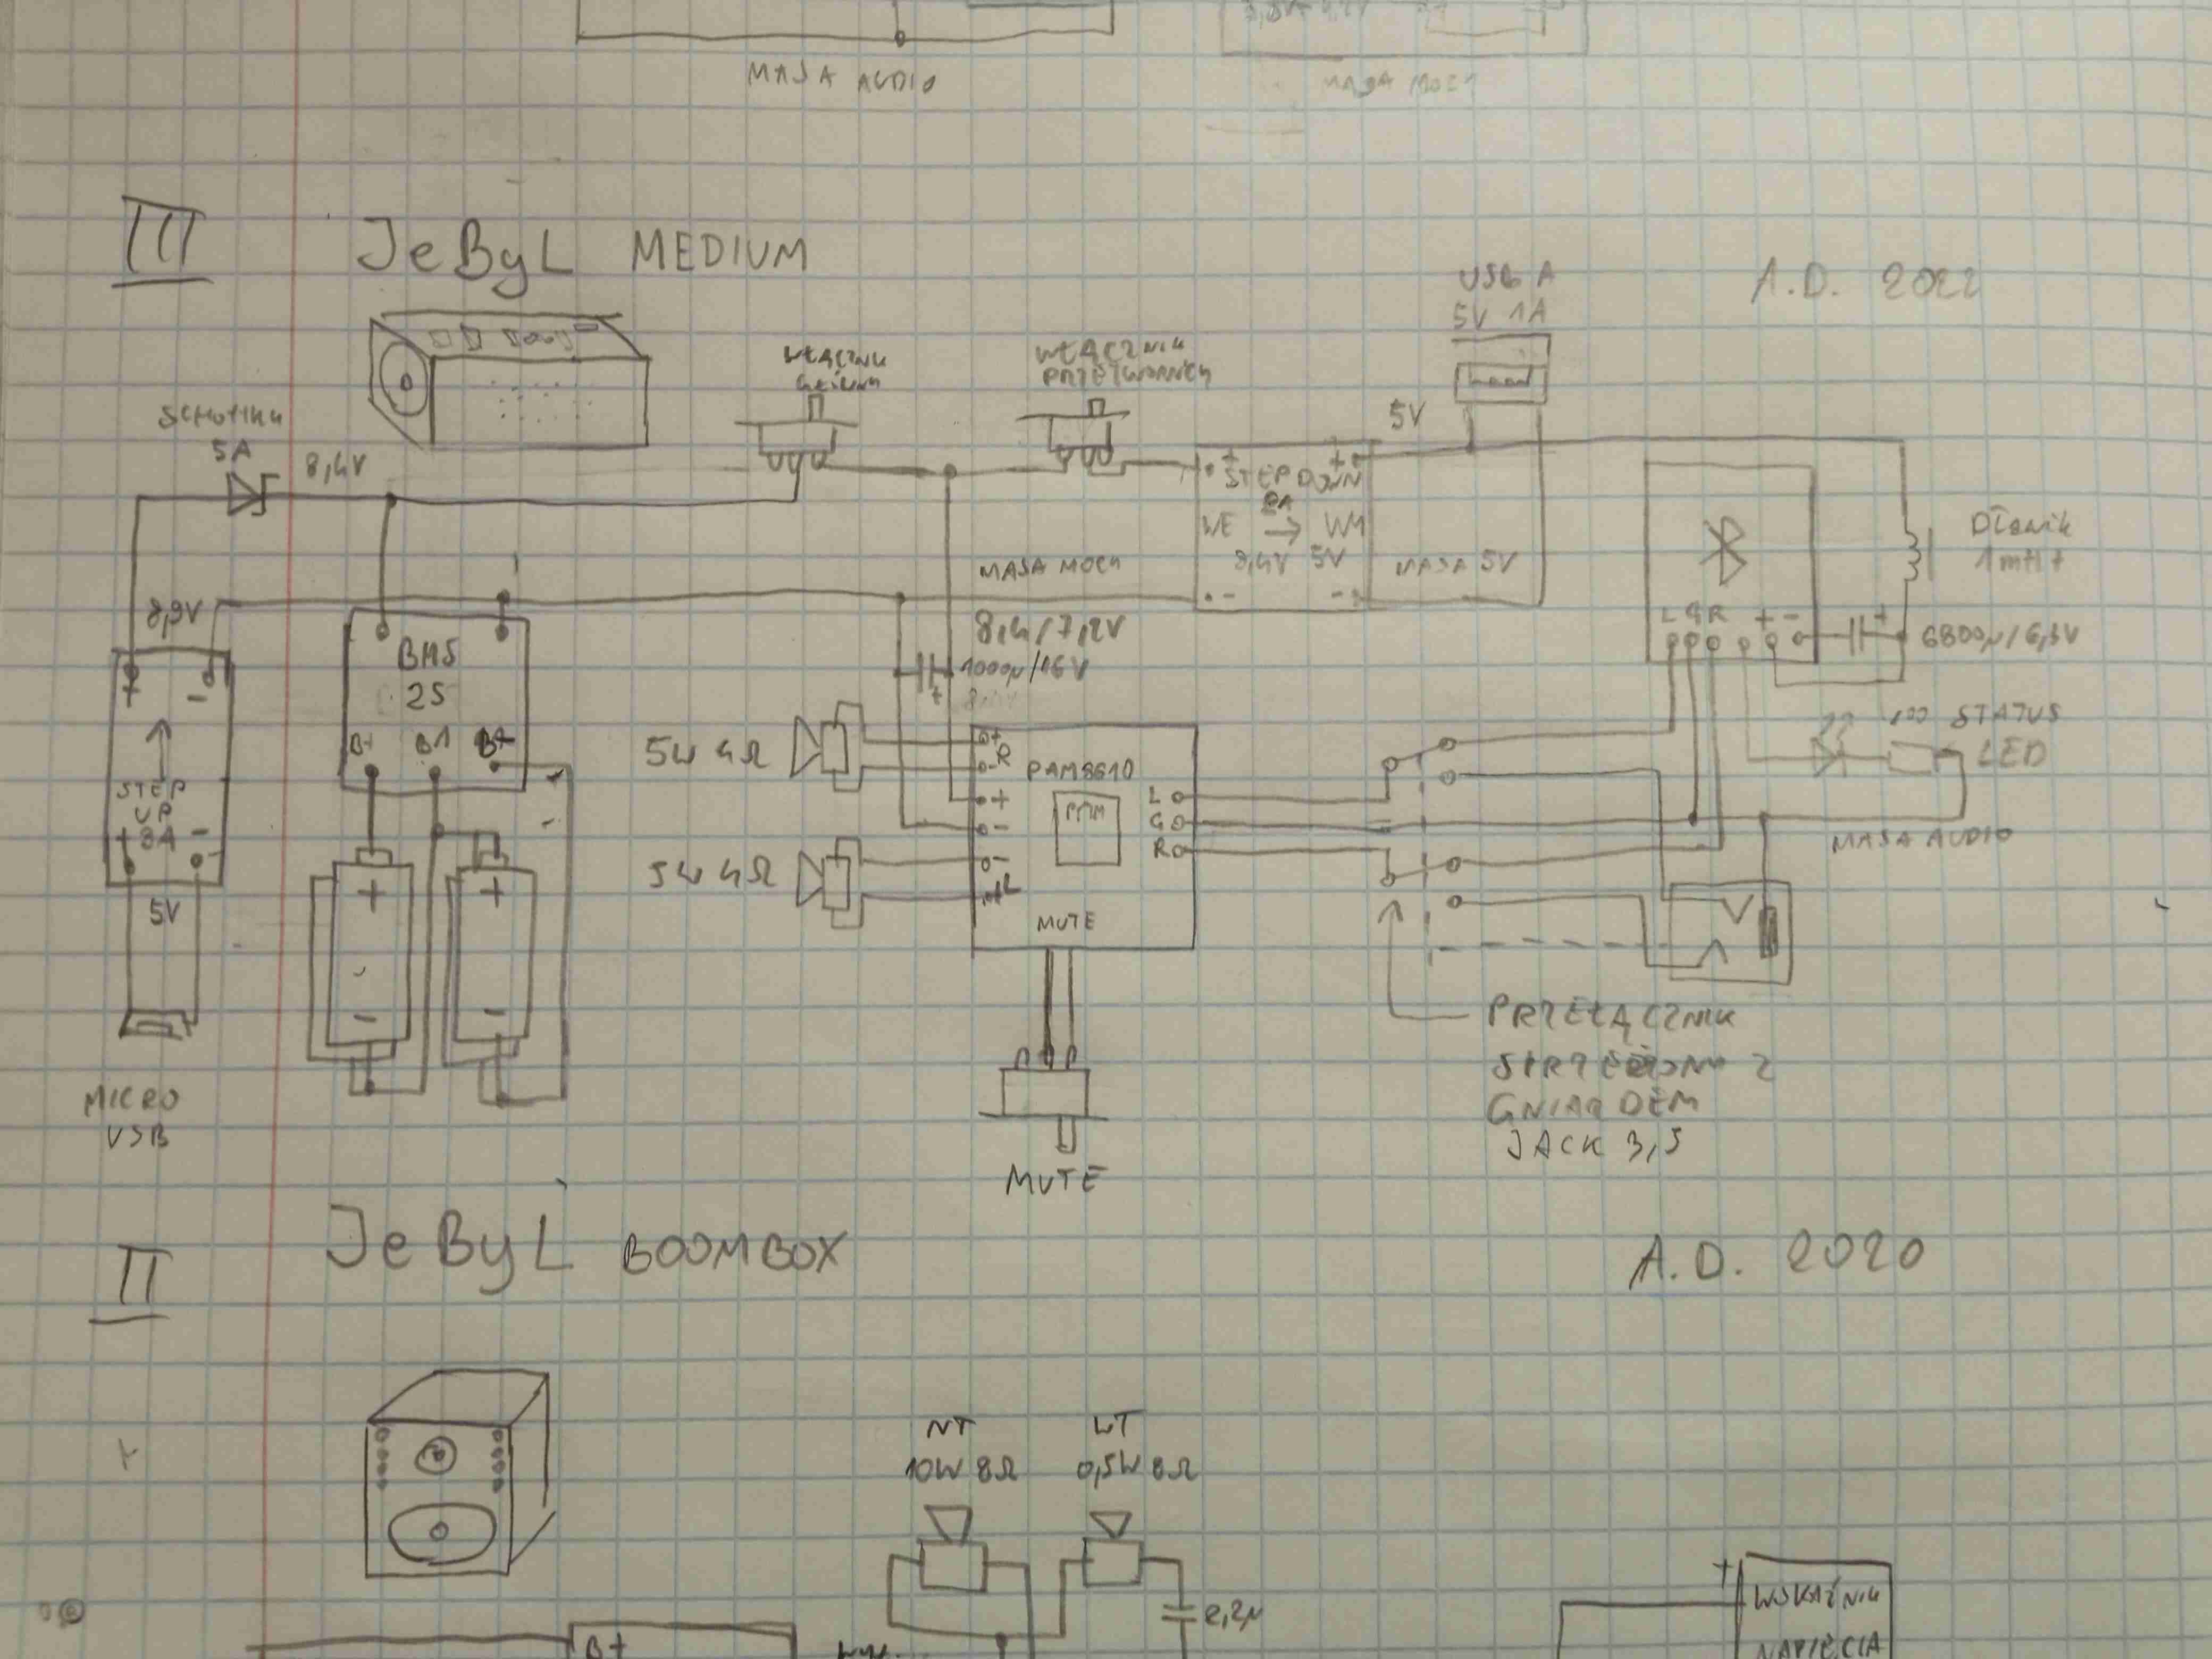 MASA AUDIO
MASA MOCY
III
JeByL MEDIUM
A.D. 2022
USB A
5V 1A
WŁĄCZNIK
WŁĄCZNIK
PRZETWORNICY
SCHOTTKY
5A
8,4V
5V
+ +
STEP DOWN
2A
WE → WY
8,4V 5V
MASA MOCY
MASA 5V
Dławik
1mH
L G R + -
+
6800µ/6,3V
8,9V
+ -
BMS
2S
B1
8,4/7,2V
1000µ/16V
+
STEP
UP
+ 3A -
5V
5W 4Ω
+
R
-
+
-
-
+L
PAM8610
PAM
L
G
R
100 STATUS
LED
MASA AUDIO
5W 4Ω
MUTE
+ +
- -
MICRO
USB
MUTE
PRZEŁĄCZNIK
Z
GNIAZDEM
JACK 3,5
II
JeByL BOOMBOX
A.D. 2020
NT
10W 8Ω
WT
0,5W 8Ω
2,2µ
B+
+
WSKAŹNIK
NAPIĘCIA